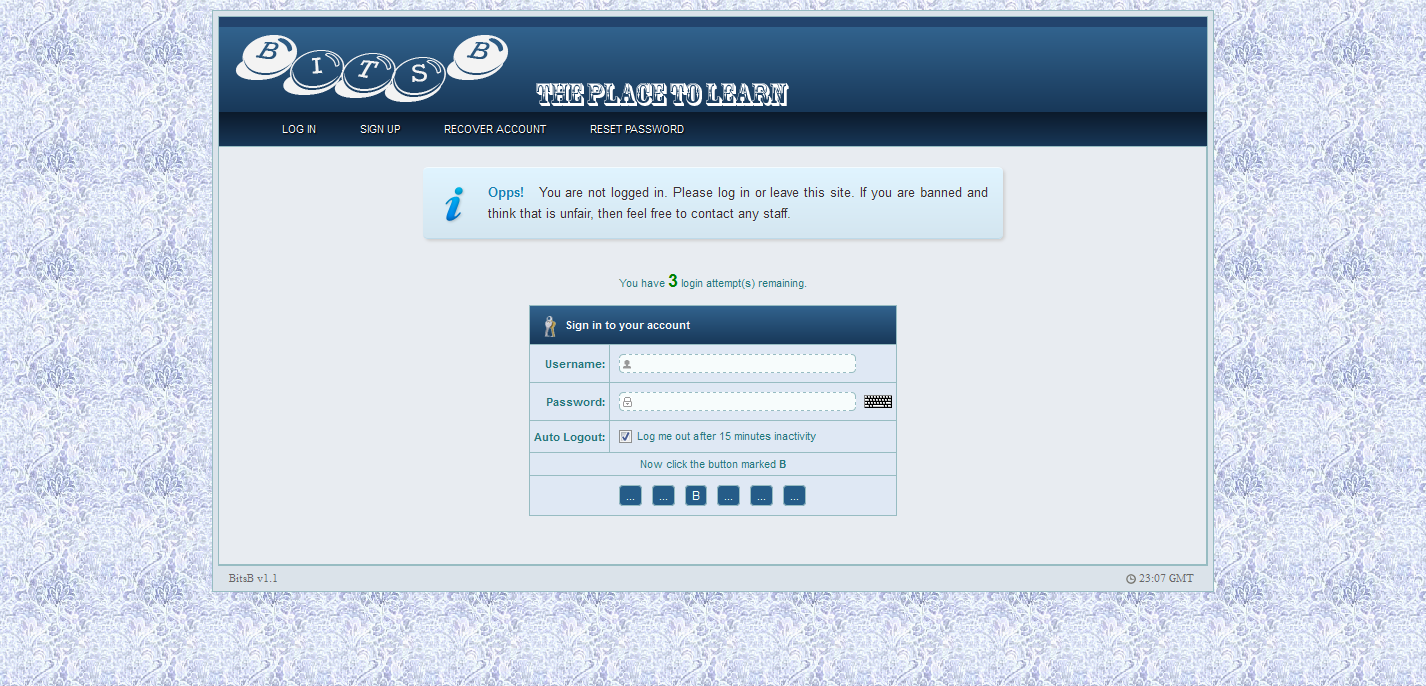 BITSB
THE PLACE TO LEARN
LOG IN SIGN UP RECOVER ACCOUNT RESET PASSWORD
Opps! You are not logged in. Please log in or leave this site. If you are banned and
think that is unfair, then feel free to contact any staff.
You have 3 login attempt(s) remaining.
Sign in to your account
Username:
Password:
Auto Logout: Log me out after 15 minutes inactivity
Now click the button marked B
... ... B ... ... ...
BitsB v1.1 23:07 GMT